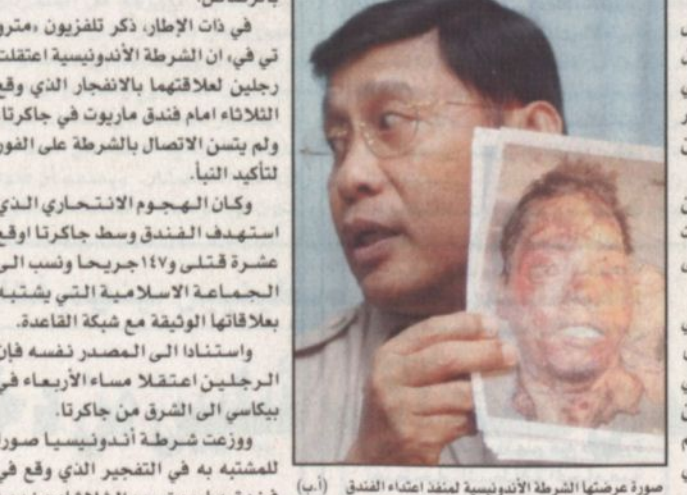 بالرصاص.
في ذات الإطار، ذكر تلفزيون «مترو
تي في» ان الشرطة الأندونيسية اعتقلت
رجلين لعلاقتهما بالانفجار الذي وقع
الثلاثاء امام فندق ماريوت في جاكرتا.
ولم يتسن الاتصال بالشرطة على الفور
لتأكيد النبأ.
وكان الهجوم الانتحاري الذي
استهدف الفندق وسط جاكرتا اوقع
عشرة قتلى و١٤٧ جريحا ونسب الى
الجماعة الاسلامية التي يشتبه
بعلاقاتها الوثيقة مع شبكة القاعدة.
واستنادا الى المصدر نفسه فإن
الرجلين اعتقلا مساء الأربعاء في
بيكاسي الى الشرق من جاكرتا.
ووزعت شرطة أندونيسيا صورا
للمشتبه به في التفجير الذي وقع في
صورة عرضتها الشرطة الأندونيسية لمنفذ اعتداء الفندق (أ.ب)